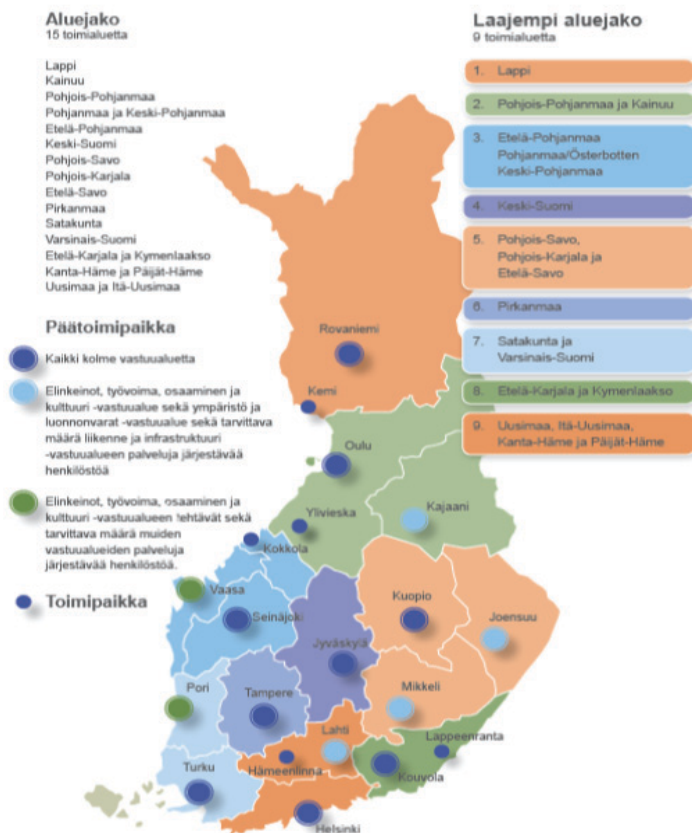 Aluejako
15 toimialuetta
Lappi
Kainuu
Pohjois-Pohjanmaa
Pohjanmaa ja Keski-Pohjanmaa
Etelä-Pohjanmaa
Keski-Suomi
Pohjois-Savo
Pohjois-Karjala
Etelä-Savo
Pirkanmaa
Satakunta
Varsinais-Suomi
Etelä-Karjala ja Kymenlaakso
Kanta-Häme ja Päijät-Häme
Uusimaa ja Itä-Uusimaa
Päätoimipaikka
Kaikki kolme vastuualuetta
Elinkeinot, työvoima, osaaminen ja
kulttuuri -vastuualue sekä ympäristö ja
luonnonvarat -vastuualue sekä tarvittava
määrä liikenne ja infrastruktuuri
-vastuualueen palveluja järjestävää
henkilöstöä
Elinkeinot, työvoima, osaaminen ja
kulttuuri -vastuualueen tehtävät sekä
tarvittava määrä muiden
vastuualueiden palveluja
järjestävää henkilöstöä.
Toimipaikka
Laajempi aluejako
9 toimialuetta
1. Lappi
2. Pohjois-Pohjanmaa ja Kainuu
3. Etelä-Pohjanmaa
Pohjanmaa/Österbotten
Keski-Pohjanmaa
4. Keski-Suomi
5. Pohjois-Savo,
Pohjois-Karjala ja
Etelä-Savo
6. Pirkanmaa
7. Satakunta ja
Varsinais-Suomi
8. Etelä-Karjala ja Kymenlaakso
9. Uusimaa, Itä-Uusimaa,
Kanta-Häme ja Päijät-Häme
Rovaniemi
Kemi
Oulu
Ylivieska
Kajaani
Kokkola
Vaasa
Seinäjoki
Kuopio
Joensuu
Jyväskylä
Pori
Tampere
Mikkeli
Lahti
Lappeenranta
Hämeenlinna
Kouvola
Turku
Helsinki